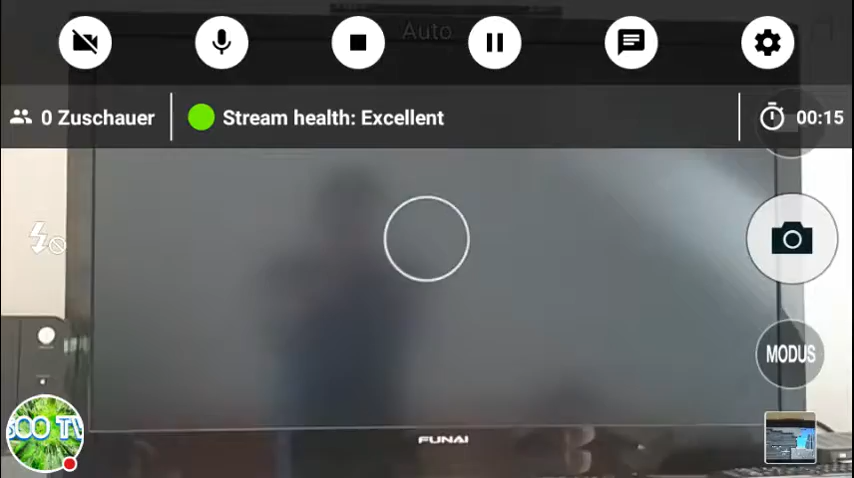 Auto
0 Zuschauer
Stream health: Excellent
00:15
MODUS
FUNAI